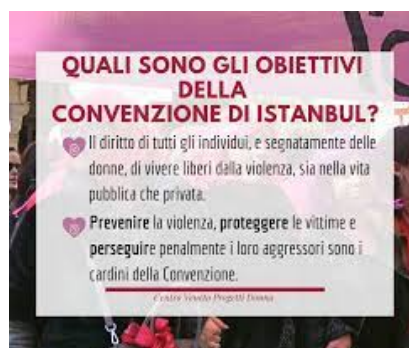 QUALI SONO GLI OBIETTIVI
DELLA
CONVENZIONE DI ISTANBUL?
Il diritto di tutti gli individui, e segnatamente delle
donne, di vivere liberi dalla violenza, sia nella vita
pubblica che privata.
Prevenire la violenza, proteggere le vittime e
perseguire penalmente i loro aggressori sono i
cardini della Convenzione.
Centro Veneto Progetti Donna